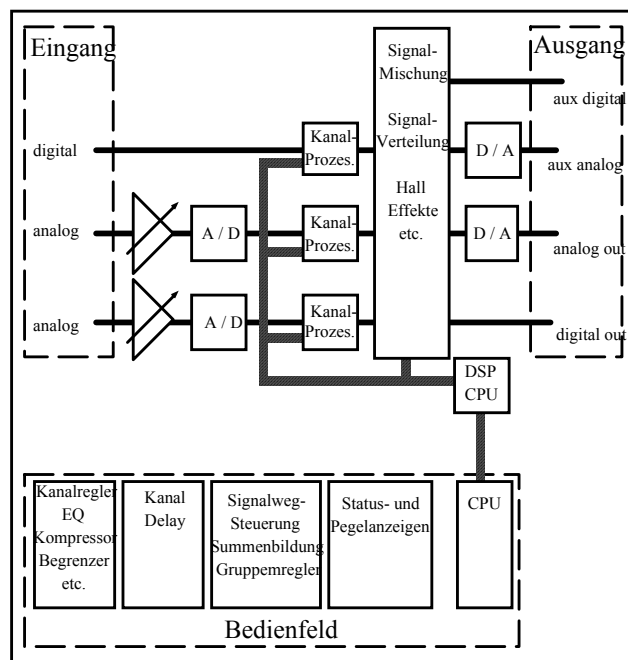 Eingang
Signal-
Mischung
Signal-
Verteilung
Hall
Effekte
etc.
Ausgang
aux digital
digital
Kanal-
Prozes.
D / A
aux analog
analog
A / D
Kanal-
Prozes.
D / A
analog out
analog
A / D
Kanal-
Prozes.
digital out
DSP
CPU
Kanalregler
EQ
Kompressor
Begrenzer
etc.
Kanal
Delay
Signalweg-
Steuerung
Summenbildung
Gruppemregler
Status- und
Pegelanzeigen
CPU
Bedienfeld